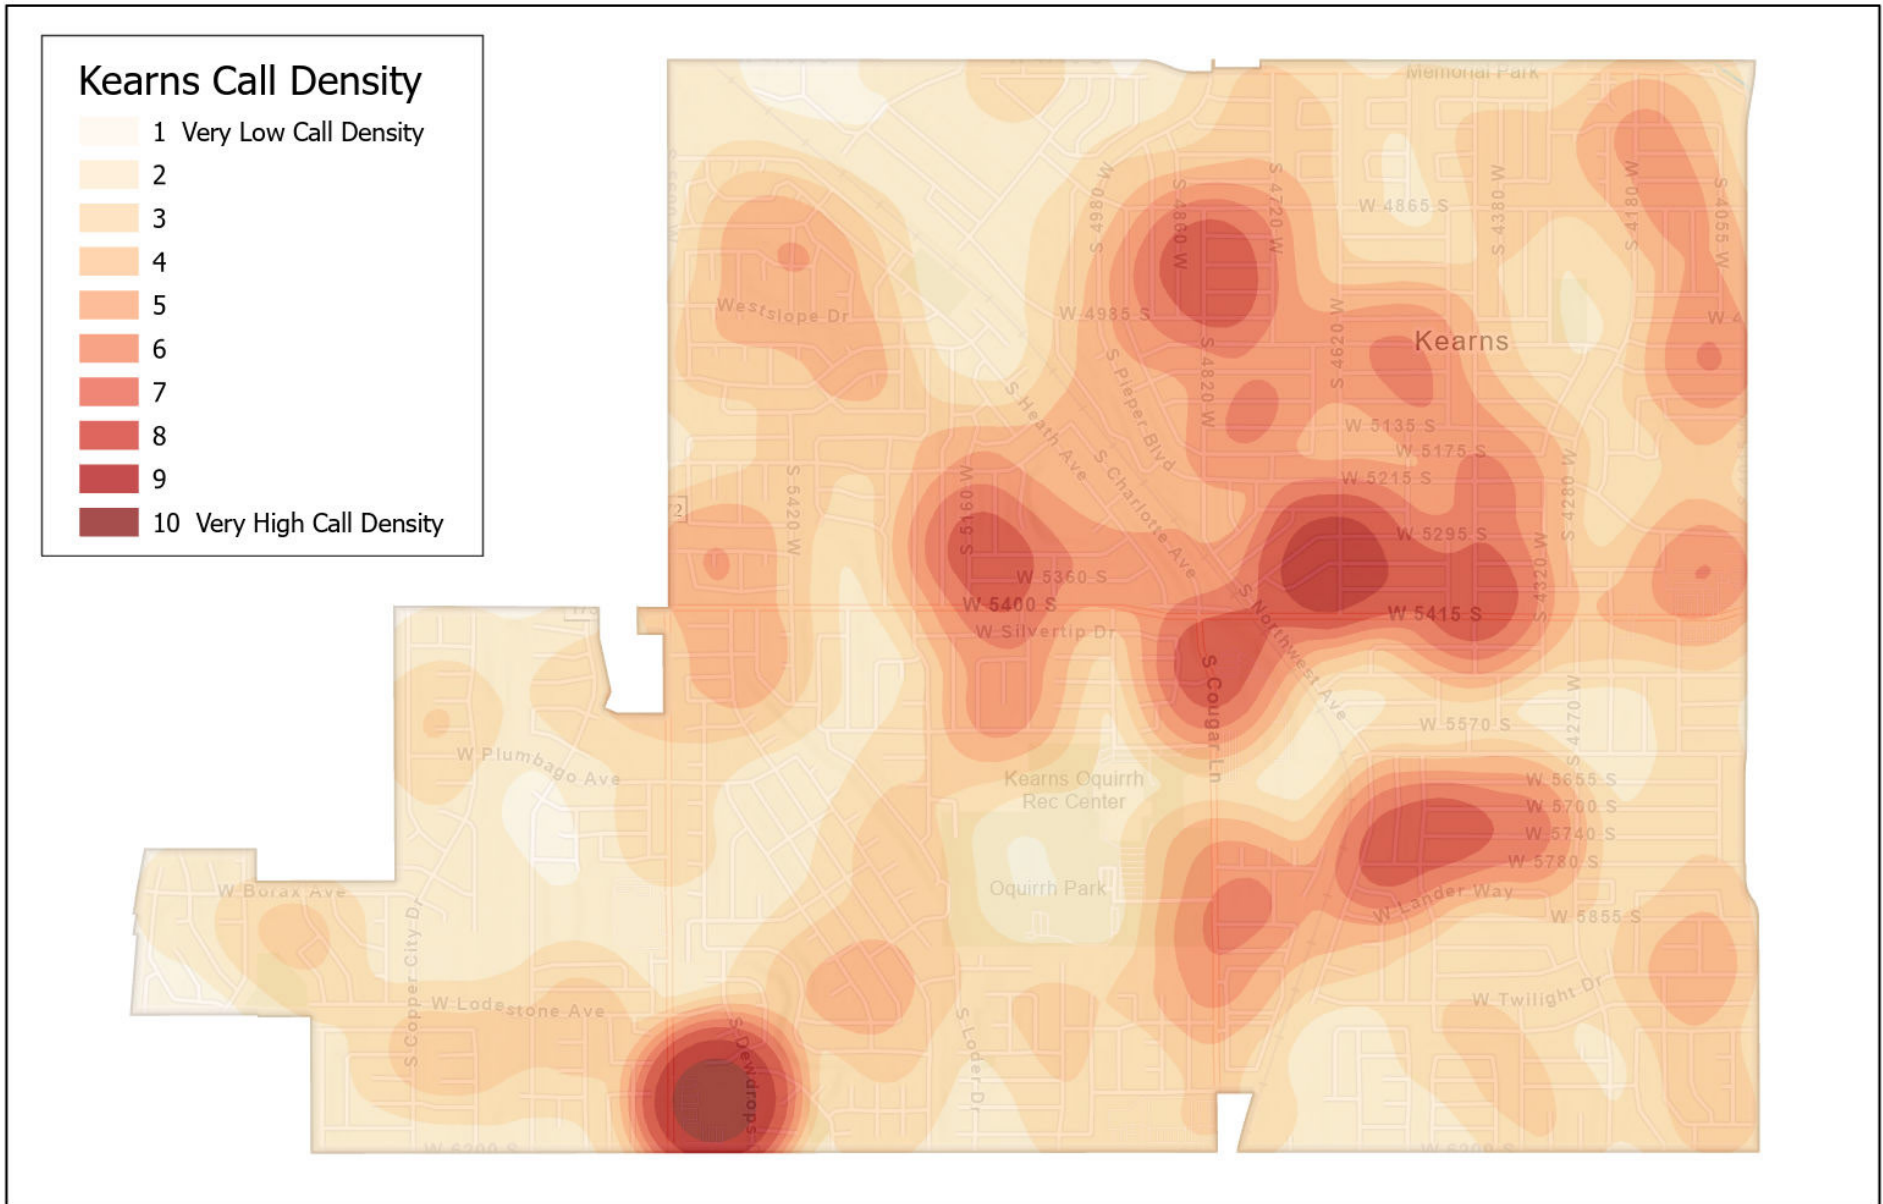 Kearns Call Density
1 Very Low Call Density
2
3
4
5
6
7
8
9
10 Very High Call Density
Memorial Park
S 4980 W
S 4860 W
S 4720 W
W 4865 S
S 4380 W
S 4180 W
S 4055 W
Westslope Dr
W 4985 S
S 4820 W
S 4620 W
Kearns
W 4
S Pieper Blvd
S Heath Ave
W 5135 S
W 5175 S
W 5215 S
S Charlotte Ave
S 5420 W
S 5190 W
S 4280 W
2
W 5295 S
S 4320 W
W 5360 S
W 5400 S
W 5415 S
W Silvertip Dr
S Northwest Ave
S Cougar Ln
S 4270 W
W 5570 S
W Plumbago Ave
Kearns Oquirrh
Rec Center
W 5655 S
W 5700 S
W 5740 S
W 5780 S
Oquirrh Park
W Borax Ave
W Lander Way
W 5855 S
S Copper City Dr
W Lodestone Ave
W Twilight Dr
S Dewdrops
S Loder Dr
W 6200 S